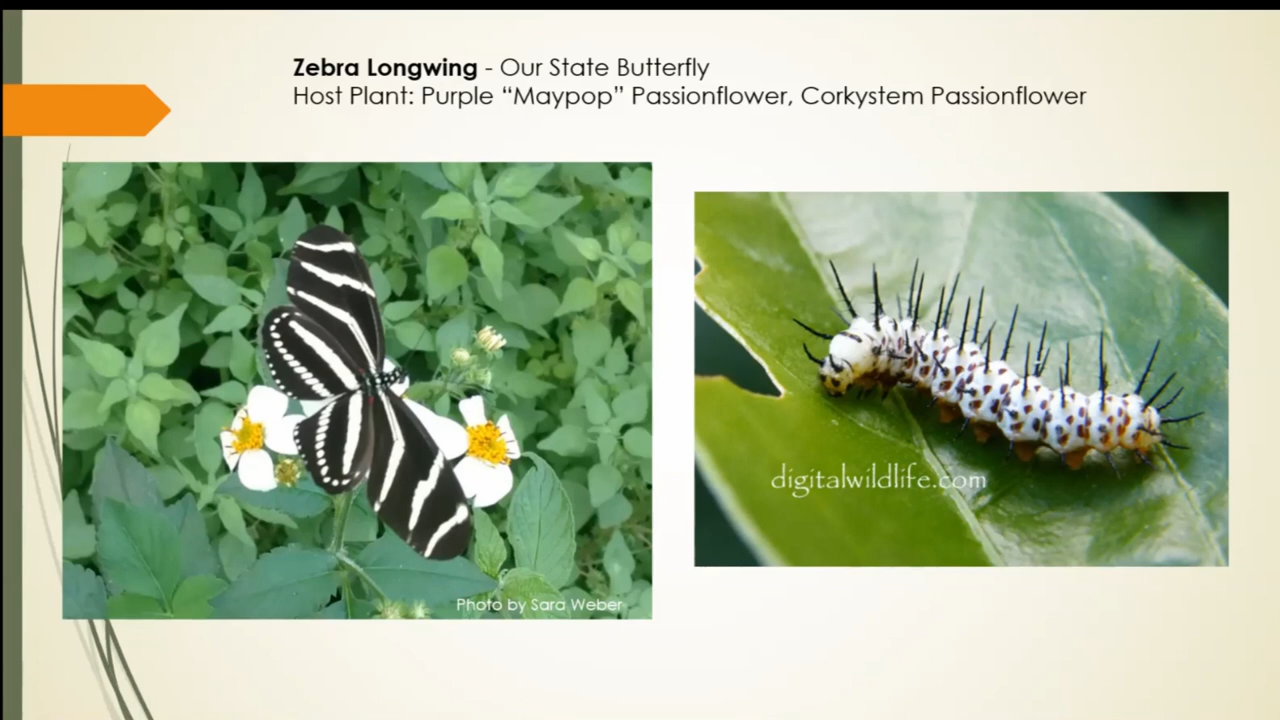 Zebra Longwing - Our State Butterfly
Host Plant: Purple “Maypop” Passionflower, Corkystem Passionflower
digitalwildlife.com
Photo by Sara Weber